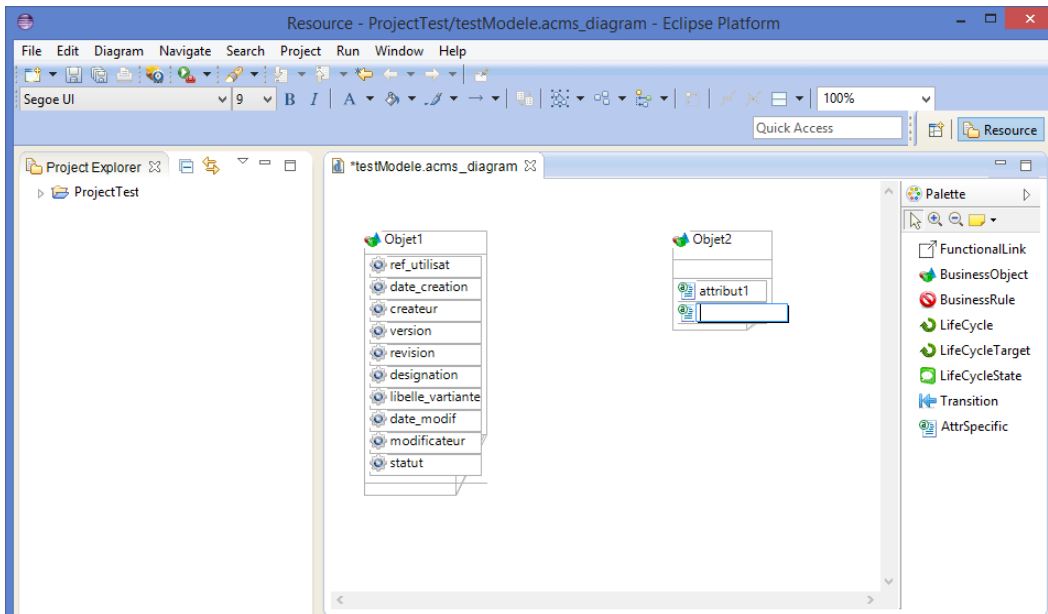 Resource - ProjectTest/testModele.acms_diagram - Eclipse Platform
File Edit Diagram Navigate Search Project Run Window Help
Segoe UI 9 B I A 100%
Quick Access Resource
Project Explorer *testModele.acms_diagram
ProjectTest
Palette
Objet1
ref_utilisat
date_creation
createur
version
revision
designation
libelle_vartiante
date_modif
modificateur
statut
Objet2
attribut1
FunctionalLink
BusinessObject
BusinessRule
LifeCycle
LifeCycleTarget
LifeCycleState
Transition
AttrSpecific